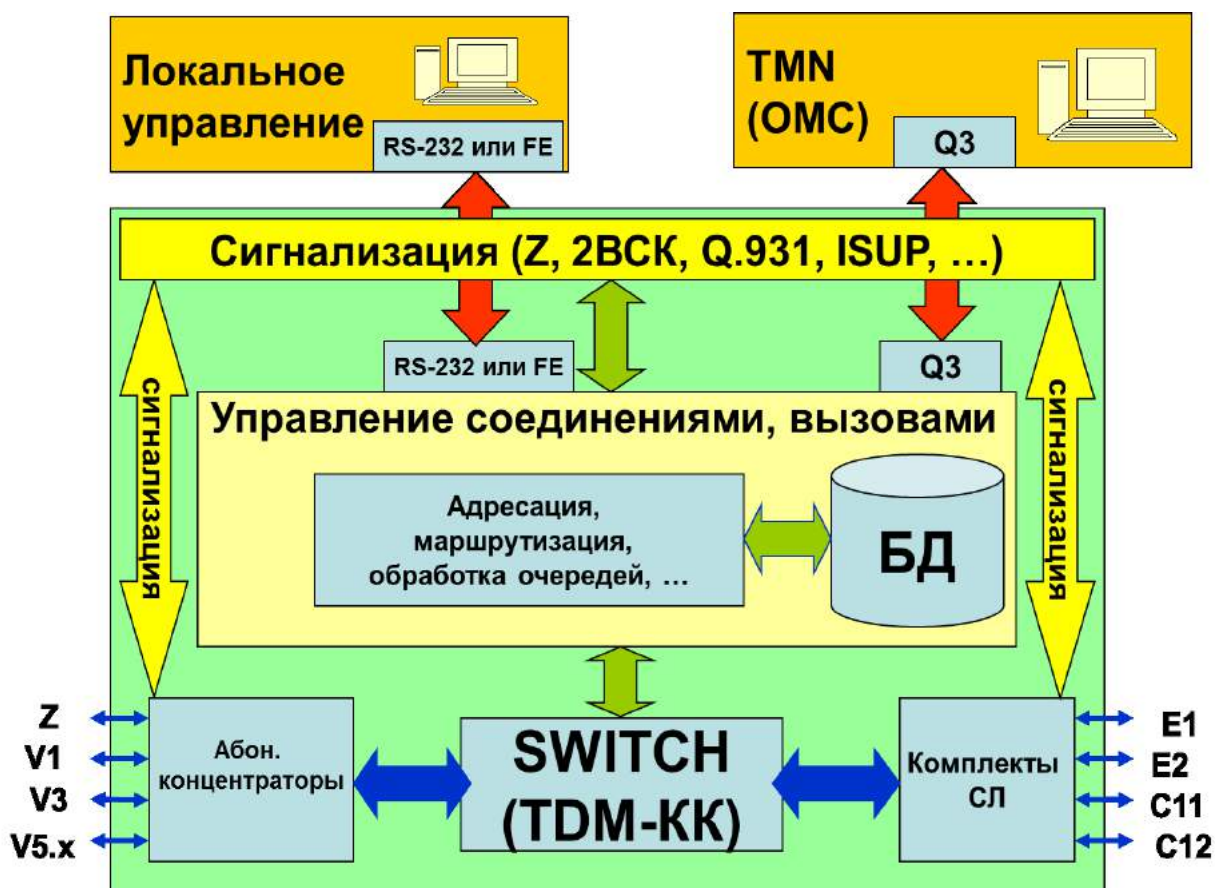 Локальное
управление
RS-232 или FE
TMN
(OMC)
Q3
Сигнализация (Z, 2ВСК, Q.931, ISUP, …)
RS-232 или FE
Q3
сигнализация
сигнализация
Управление соединениями, вызовами
Адресация,
маршрутизация,
обработка очередей, …
БД
Z
V1
V3
V5.x
Абон.
концентраторы
SWITCH
(TDM-КК)
Комплекты
СЛ
E1
E2
C11
C12